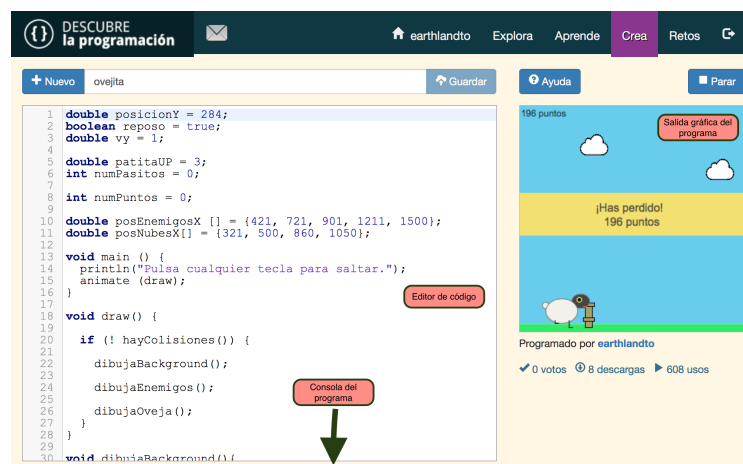 DESCUBRE
la programación
earthlandto
Explora
Aprende
Crea
Retos
Nuevo
ovejita
Guardar
Ayuda
Parar
1 double posicionY = 284;
2 boolean reposo = true;
3 double vy = 1;
4
5 double patitaUP = 3;
6 int numPasitos = 0;
7
8 int numPuntos = 0;
9
10 double posEnemigosX [] = {421, 721, 901, 1211, 1500};
11 double posNubesX[] = {321, 500, 860, 1050};
12
13 void main () {
14 println("Pulsa cualquier tecla para saltar.");
15 animate (draw);
16 }
17
18 void draw() {
19
20 if (! hayColisiones()) {
21
22 dibujaBackground();
23
24 dibujaEnemigos();
25
26 dibujaOveja();
27 }
28 }
29
30 void dibujaBackground(){
Editor de código
Consola del
programa
196 puntos
Salida gráfica del
programa
¡Has perdido!
196 puntos
Programado por earthlandto
0 votos
8 descargas
608 usos